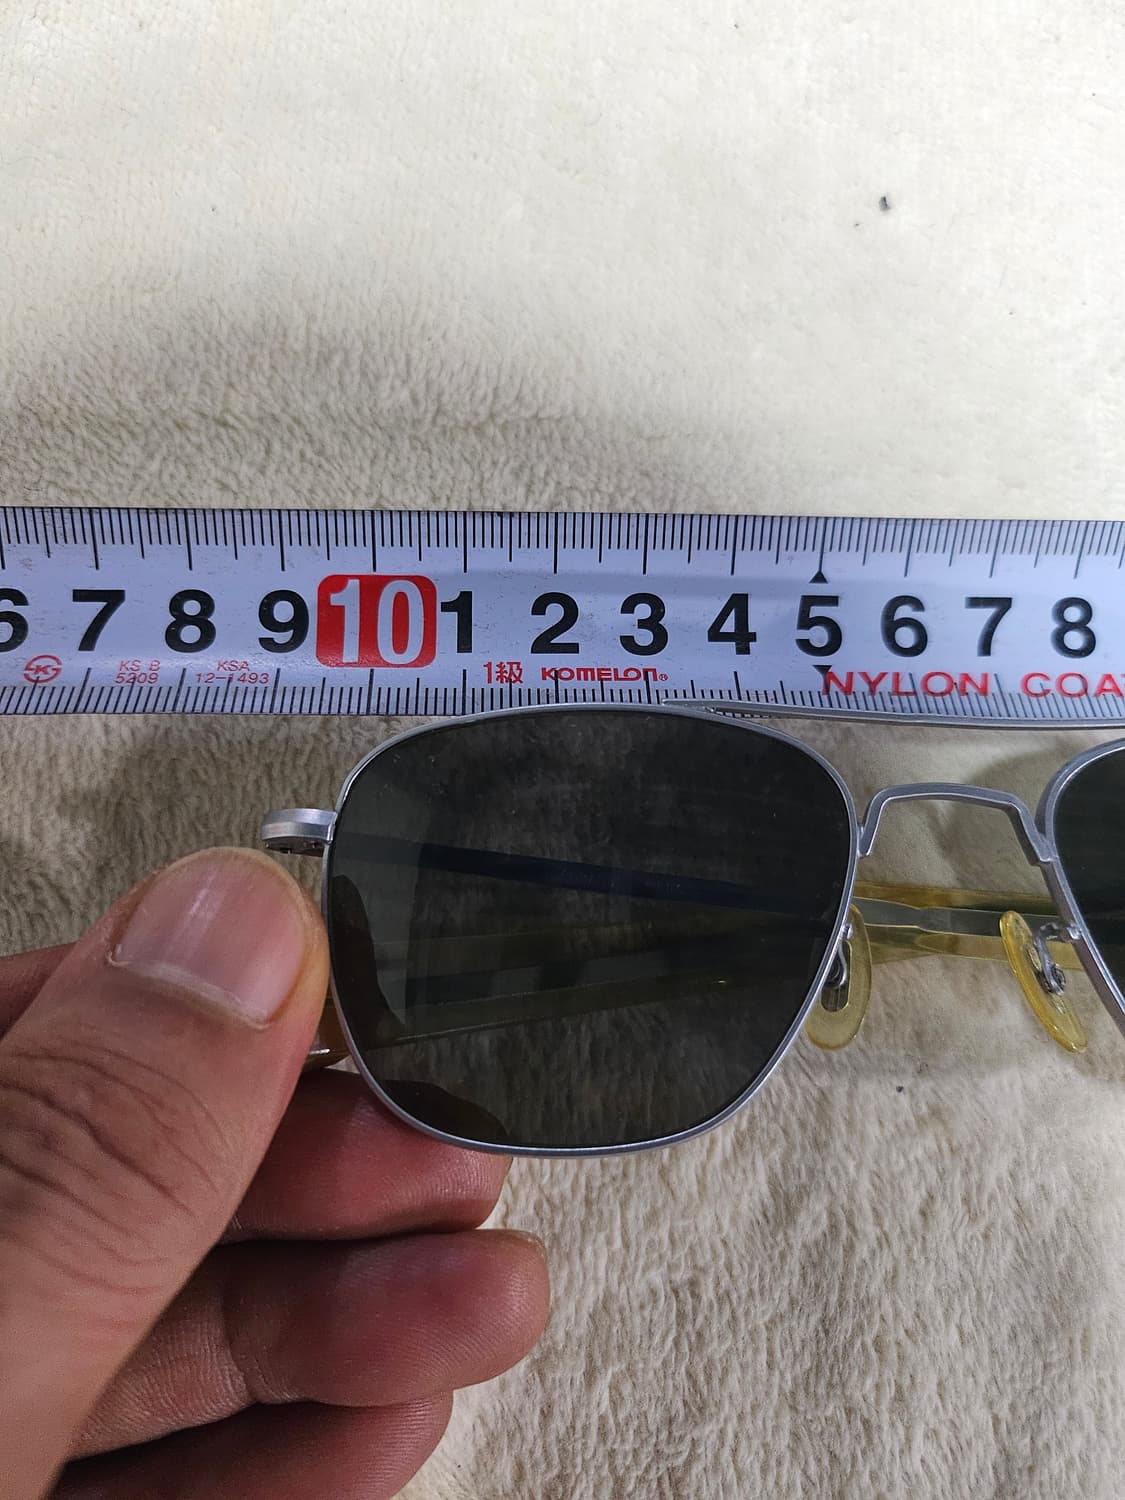 6 7 8 9 10 1 2 3 4 5 6 7 8
KS B
5209
KSA
12-1493
1級 KOMELON®
NYLON COA